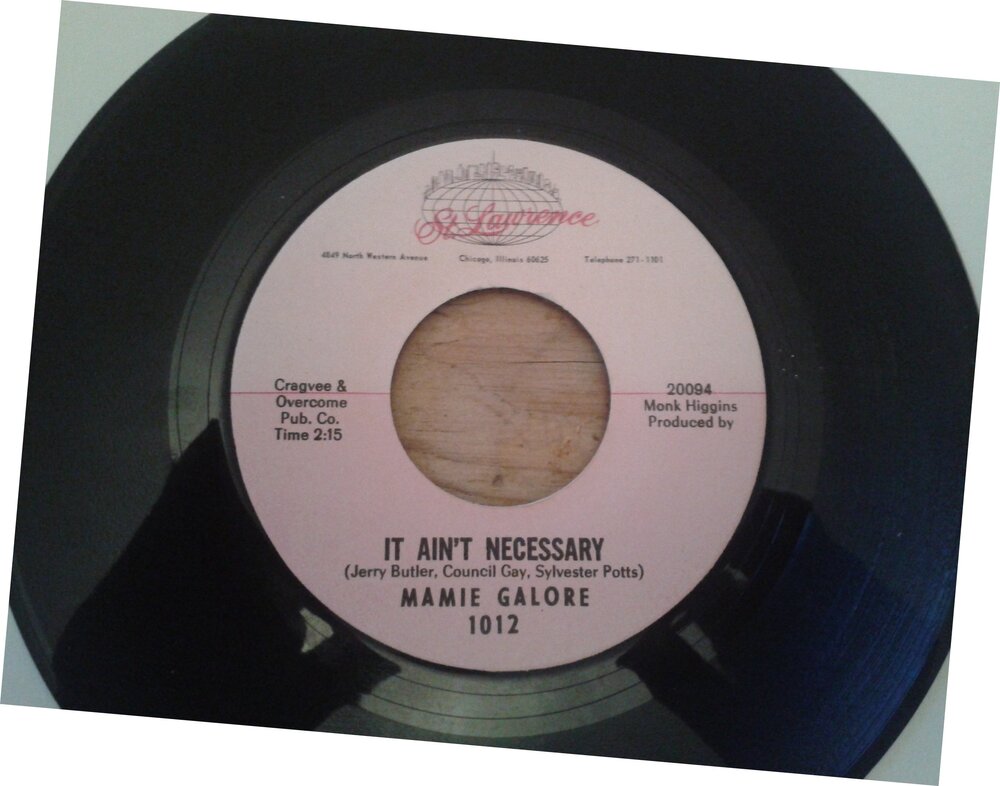 St. Lawrence
4849 North Western Avenue Chicago, Illinois 60625 Telephone 271-1101
Cragvee &
Overcome
Pub. Co.
Time 2:15
20094
Monk Higgins
Produced by
IT AIN'T NECESSARY
(Jerry Butler, Council Gay, Sylvester Potts)
MAMIE GALORE
1012